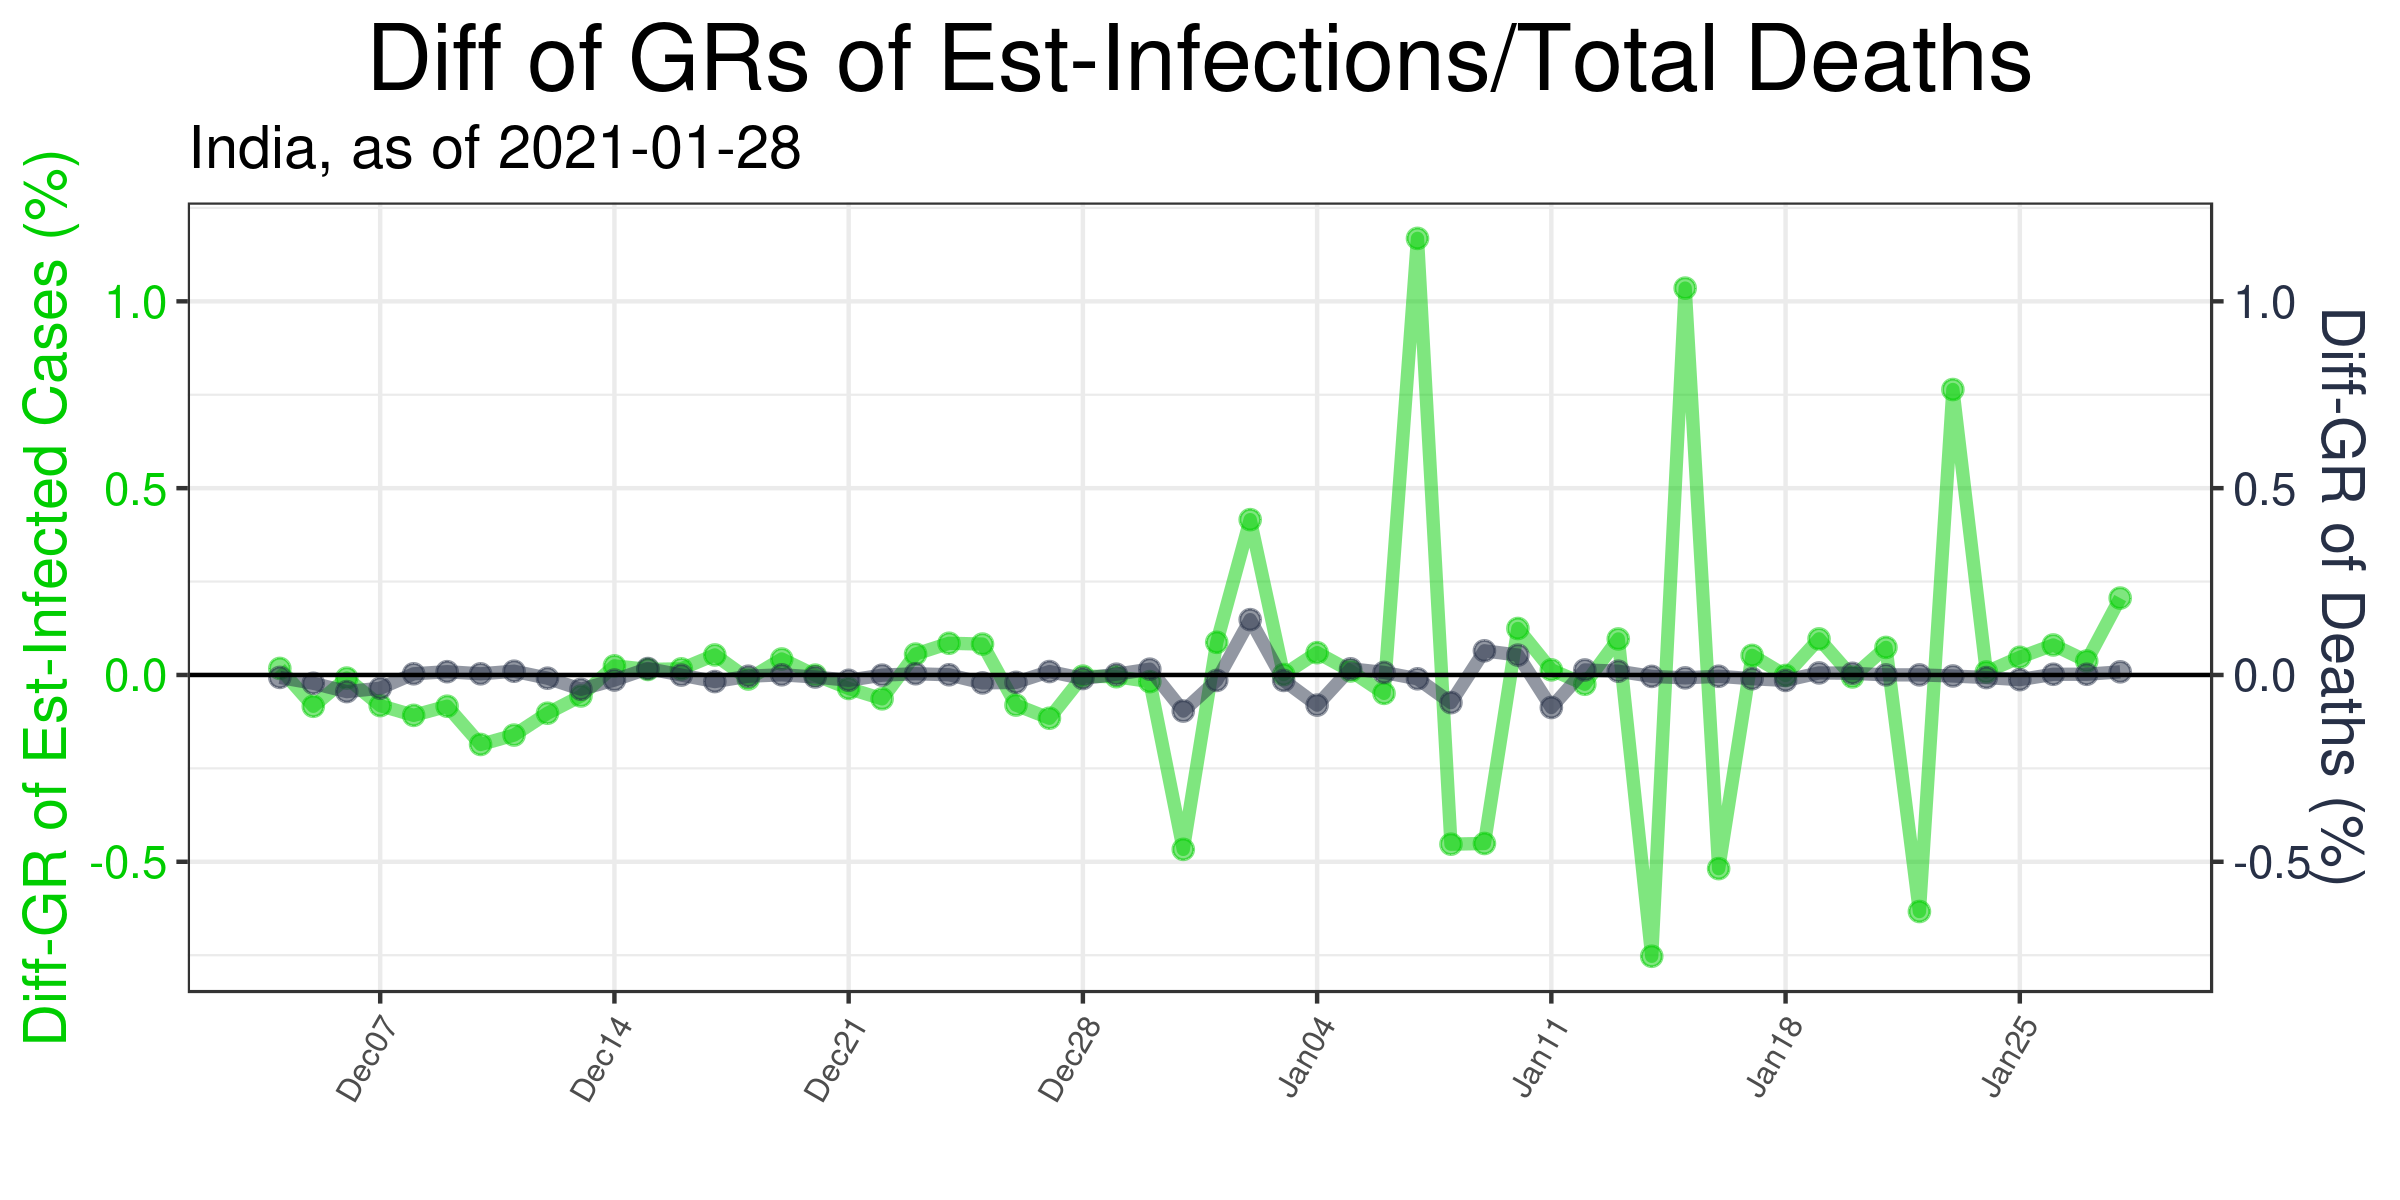 Diff of GRs of Est-Infections/Total Deaths
India, as of 2021-01-28
Diff-GR of Est-Infected Cases (%)
1.0
0.5
0.0
-0.5
1.0
0.5
0.0
-0.5
Diff-GR of Deaths (%)
Dec07
Dec14
Dec21
Dec28
Jan04
Jan11
Jan18
Jan25